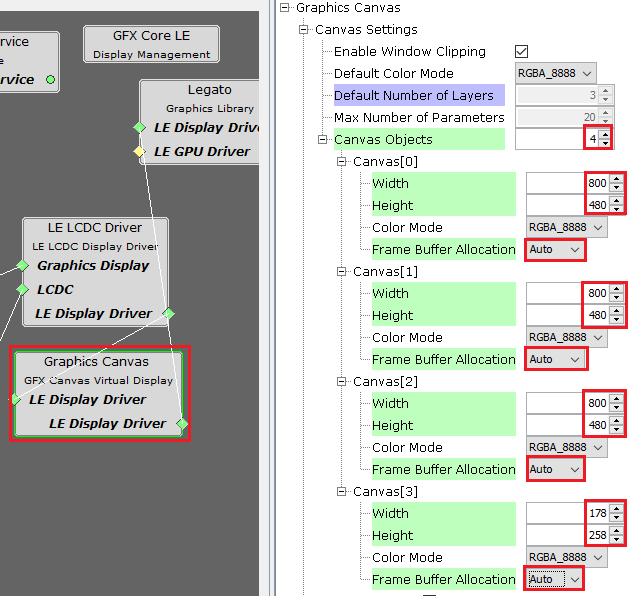 rvice
e
ervice
GFX Core LE
Display Management
Legato
Graphics Library
LE Display Drive
LE GPU Driver
LE LCDC Driver
LE LCDC Display Driver
Graphics Display
LCDC
LE Display Driver
Graphics Canvas
GFX Canvas Virtual Display
LE Display Driver
LE Display Driver
Graphics Canvas
Canvas Settings
Enable Window Clipping
Default Color Mode RGBA_8888
Default Number of Layers 3
Max Number of Parameters 20
Canvas Objects 4
Canvas[0]
Width 800
Height 480
Color Mode RGBA_8888
Frame Buffer Allocation Auto
Canvas[1]
Width 800
Height 480
Color Mode RGBA_8888
Frame Buffer Allocation Auto
Canvas[2]
Width 800
Height 480
Color Mode RGBA_8888
Frame Buffer Allocation Auto
Canvas[3]
Width 178
Height 258
Color Mode RGBA_8888
Frame Buffer Allocation Auto